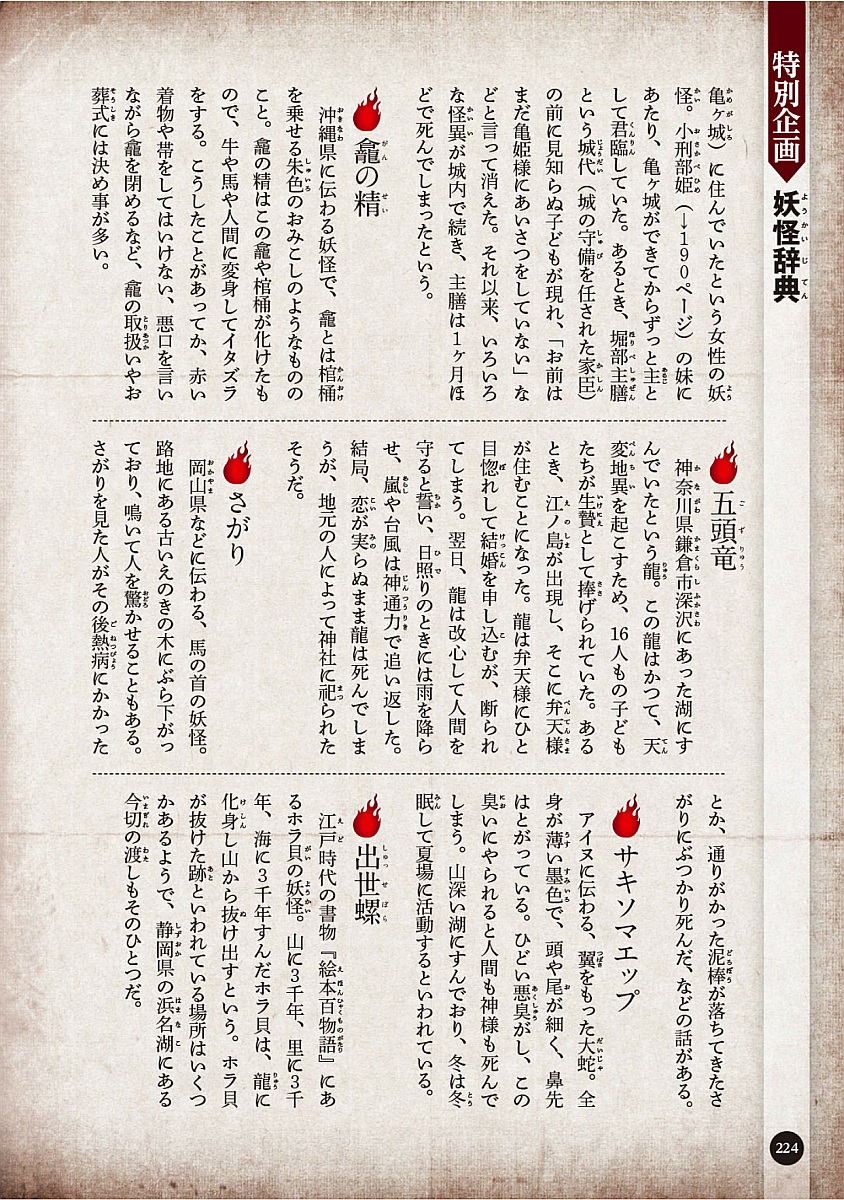 特別企画
妖怪辞典
亀ヶ城）に住んでいたという女性の妖
怪。小刑部姫（→190ページ）の妹に
あたり、亀ヶ城ができてからずっと主と
して君臨していた。あるとき、堀部主膳
という城代（城の守備を任された家臣）
の前に見知らぬ子どもが現れ、「お前は
まだ亀姫様にあいさつをしていない」な
どと言って消えた。それ以来、いろいろ
な怪異が城内で続き、主膳は1ヶ月ほ
どで死んでしまったという。
龕の精
沖縄県に伝わる妖怪で、龕とは棺桶
を乗せる朱色のおみこしのようなものの
こと。龕の精はこの龕や棺桶が化けたも
ので、牛や馬や人間に変身してイタズラ
をする。こうしたことがあってか、赤い
着物や帯をしてはいけない、悪口を言い
ながら龕を閉めるなど、龕の取扱いやお
葬式には決め事が多い。
五頭竜
神奈川県鎌倉市深沢にあった湖にす
んでいたという龍。この龍はかつて、天
変地異を起こすため、16人もの子ども
たちが生贄として捧げられていた。ある
とき、江ノ島が出現し、そこに弁天様
が住むことになった。龍は弁天様にひと
目惚れして結婚を申し込むが、断られ
てしまう。翌日、龍は改心して人間を
守ると誓い、日照りのときには雨を降ら
せ、嵐や台風は神通力で追い返した。
結局、恋が実らぬまま龍は死んでしま
うが、地元の人によって神社に祀られた
そうだ。
さがり
岡山県などに伝わる、馬の首の妖怪。
路地にある古いえのきの木にぶら下がっ
ており、鳴いて人を驚かせることもある。
さがりを見た人がその後熱病にかかった
とか、通りがかった泥棒が落ちてきたさ
がりにぶつかり死んだ、などの話がある。
サキソマエップ
アイヌに伝わる、翼をもった大蛇。全
身が薄い墨色で、頭や尾が細く、鼻先
はとがっている。ひどい悪臭がし、この
臭いにやられると人間も神様も死んで
しまう。山深い湖にすんでおり、冬は冬
眠して夏場に活動するといわれている。
出世螺
江戸時代の書物『絵本百物語』にあ
るホラ貝の妖怪。山に3千年、里に3千
年、海に3千年すんだホラ貝は、龍に
化身し山から抜け出すという。ホラ貝
が抜けた跡といわれている場所はいくつ
かあるようで、静岡県の浜名湖にある
今切の渡しもそのひとつだ。
224